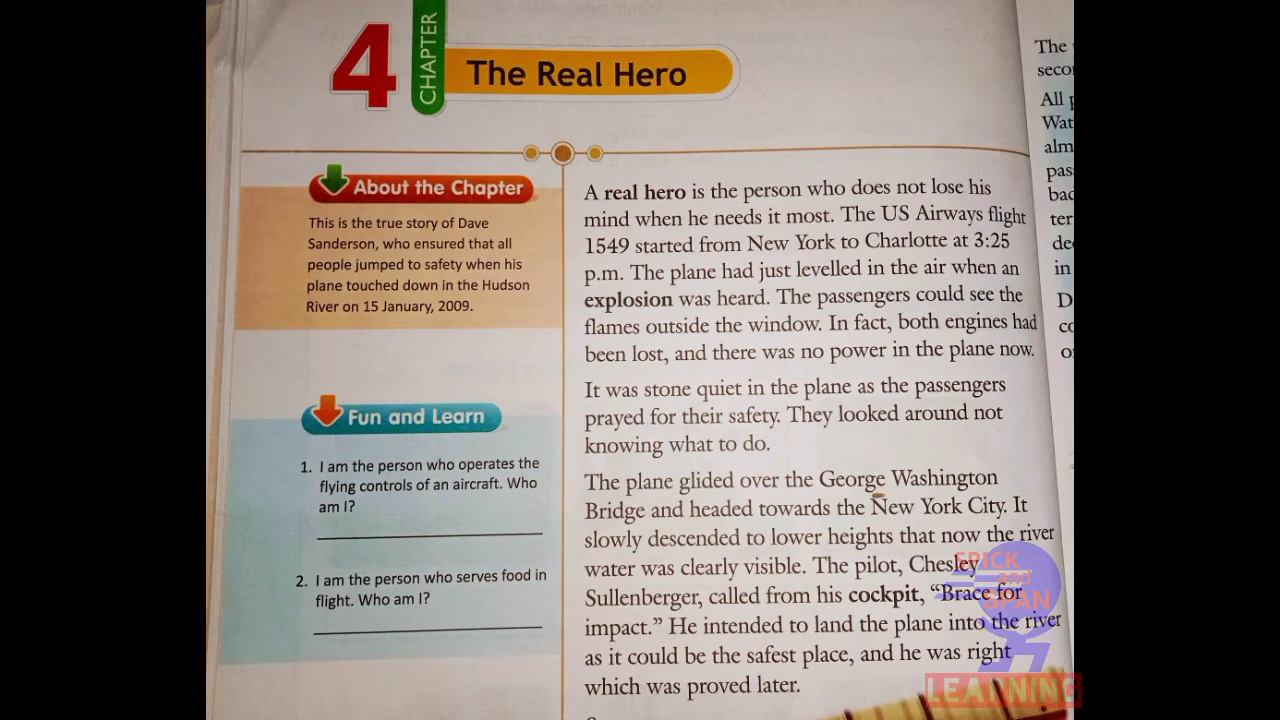 4
CHAPTER
The Real Hero
About the Chapter
This is the true story of Dave
Sanderson, who ensured that all
people jumped to safety when his
plane touched down in the Hudson
River on 15 January, 2009.
Fun and Learn
1. I am the person who operates the
flying controls of an aircraft. Who
am I?
2. I am the person who serves food in
flight. Who am I?
A real hero is the person who does not lose his
mind when he needs it most. The US Airways flight
1549 started from New York to Charlotte at 3:25
p.m. The plane had just levelled in the air when an
explosion was heard. The passengers could see the
flames outside the window. In fact, both engines had
been lost, and there was no power in the plane now.
It was stone quiet in the plane as the passengers
prayed for their safety. They looked around not
knowing what to do.
The plane glided over the George Washington
Bridge and headed towards the New York City. It
slowly descended to lower heights that now the river
water was clearly visible. The pilot, Chesley
Sullenberger, called from his cockpit, “Brace for
impact.” He intended to land the plane into the river
as it could be the safest place, and he was right
which was proved later.
The
All
in
SPICK
and
SPAN
LEARNING